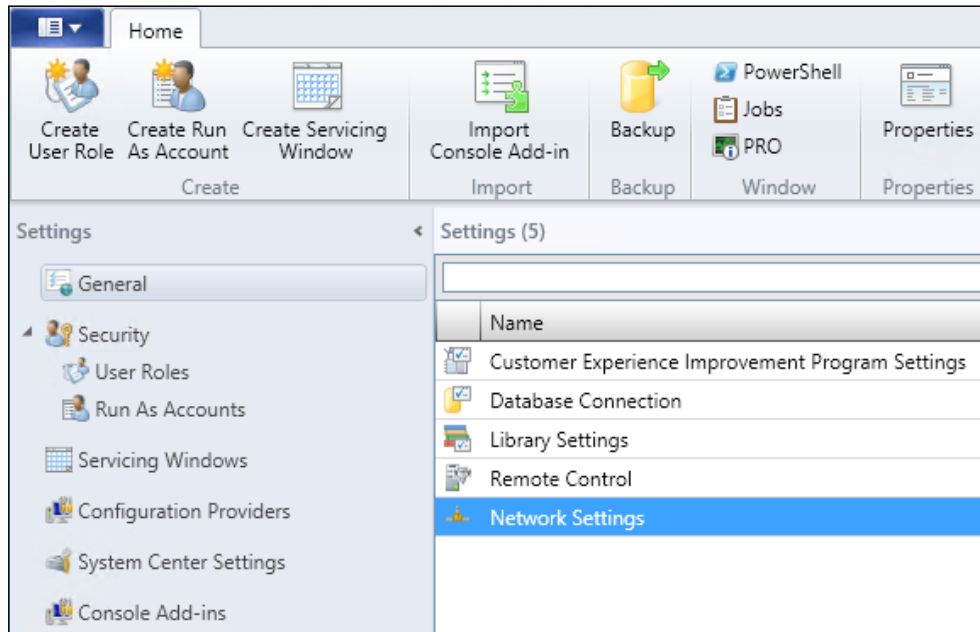 Home
Create
User Role
Create Run
As Account
Create Servicing
Window
Import
Console Add-in
Backup
PowerShell
Jobs
PRO
Properties
Create
Import
Backup
Window
Properties
Settings
General
Security
User Roles
Run As Accounts
Servicing Windows
Configuration Providers
System Center Settings
Console Add-ins
Settings (5)
Name
Customer Experience Improvement Program Settings
Database Connection
Library Settings
Remote Control
Network Settings